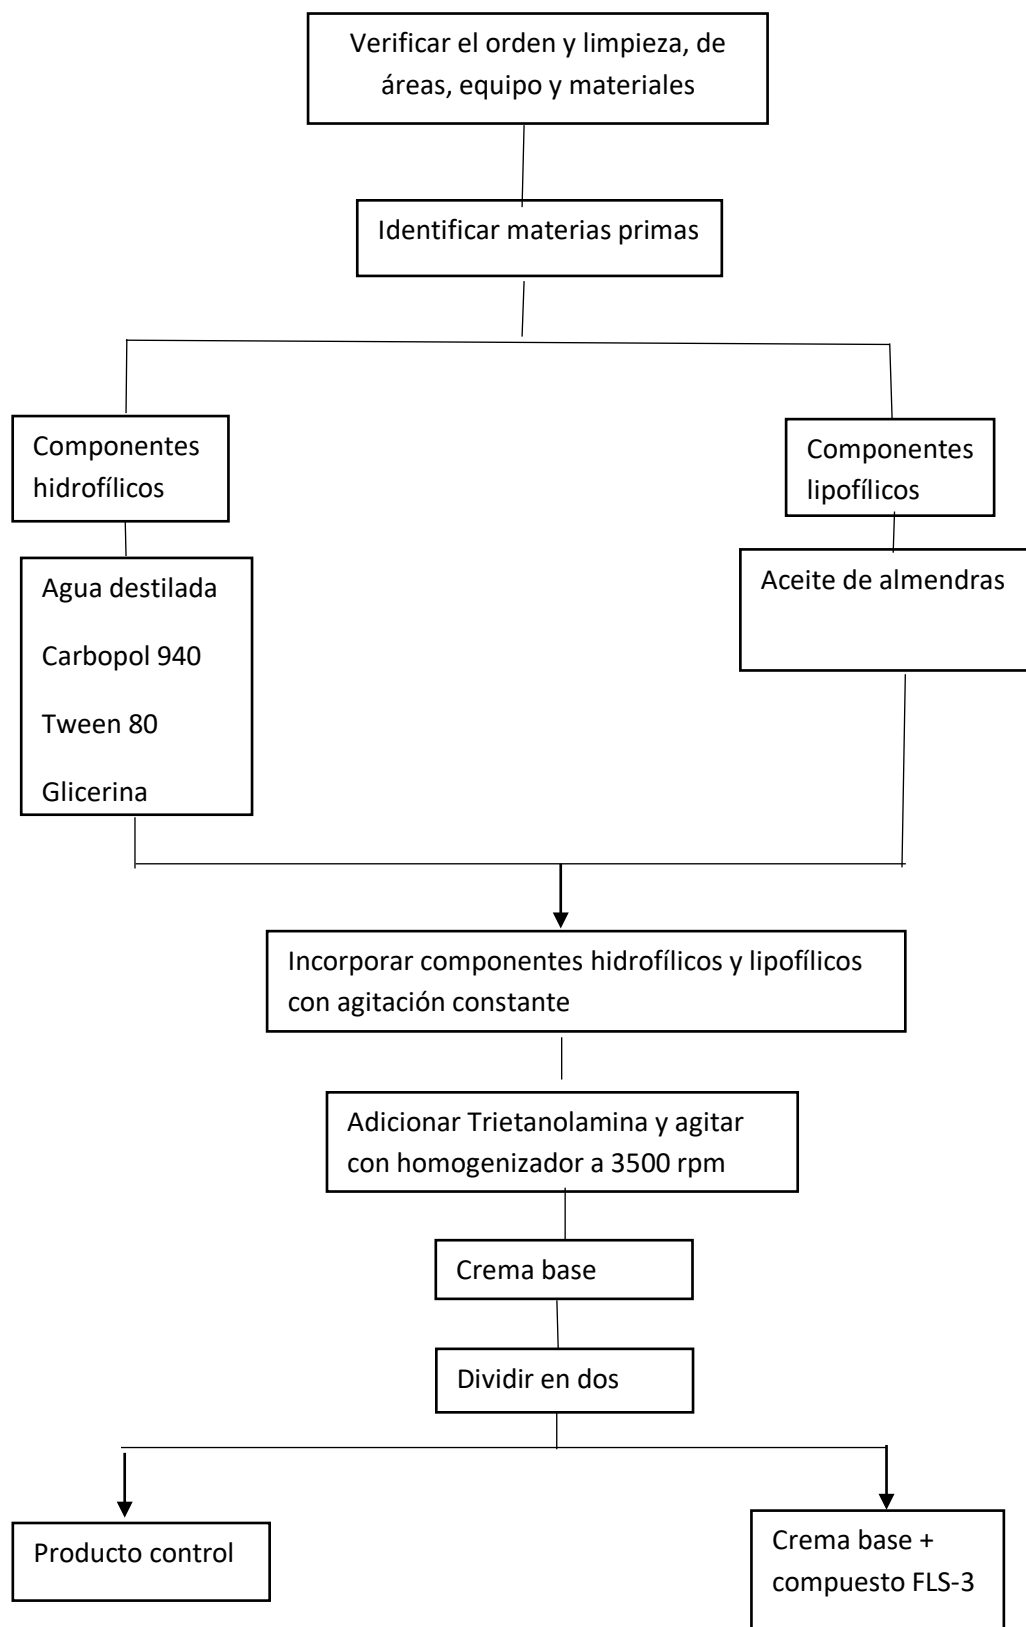 Verificar el orden y limpieza, de
áreas, equipo y materiales
Identificar materias primas
Componentes
hidrofílicos
Componentes
lipofílicos
Agua destilada
Carbopol 940
Tween 80
Glicerina
Aceite de almendras
Incorporar componentes hidrofílicos y lipofílicos
con agitación constante
Adicionar Trietanolamina y agitar
con homogenizador a 3500 rpm
Crema base
Dividir en dos
Producto control
Crema base +
compuesto FLS-3